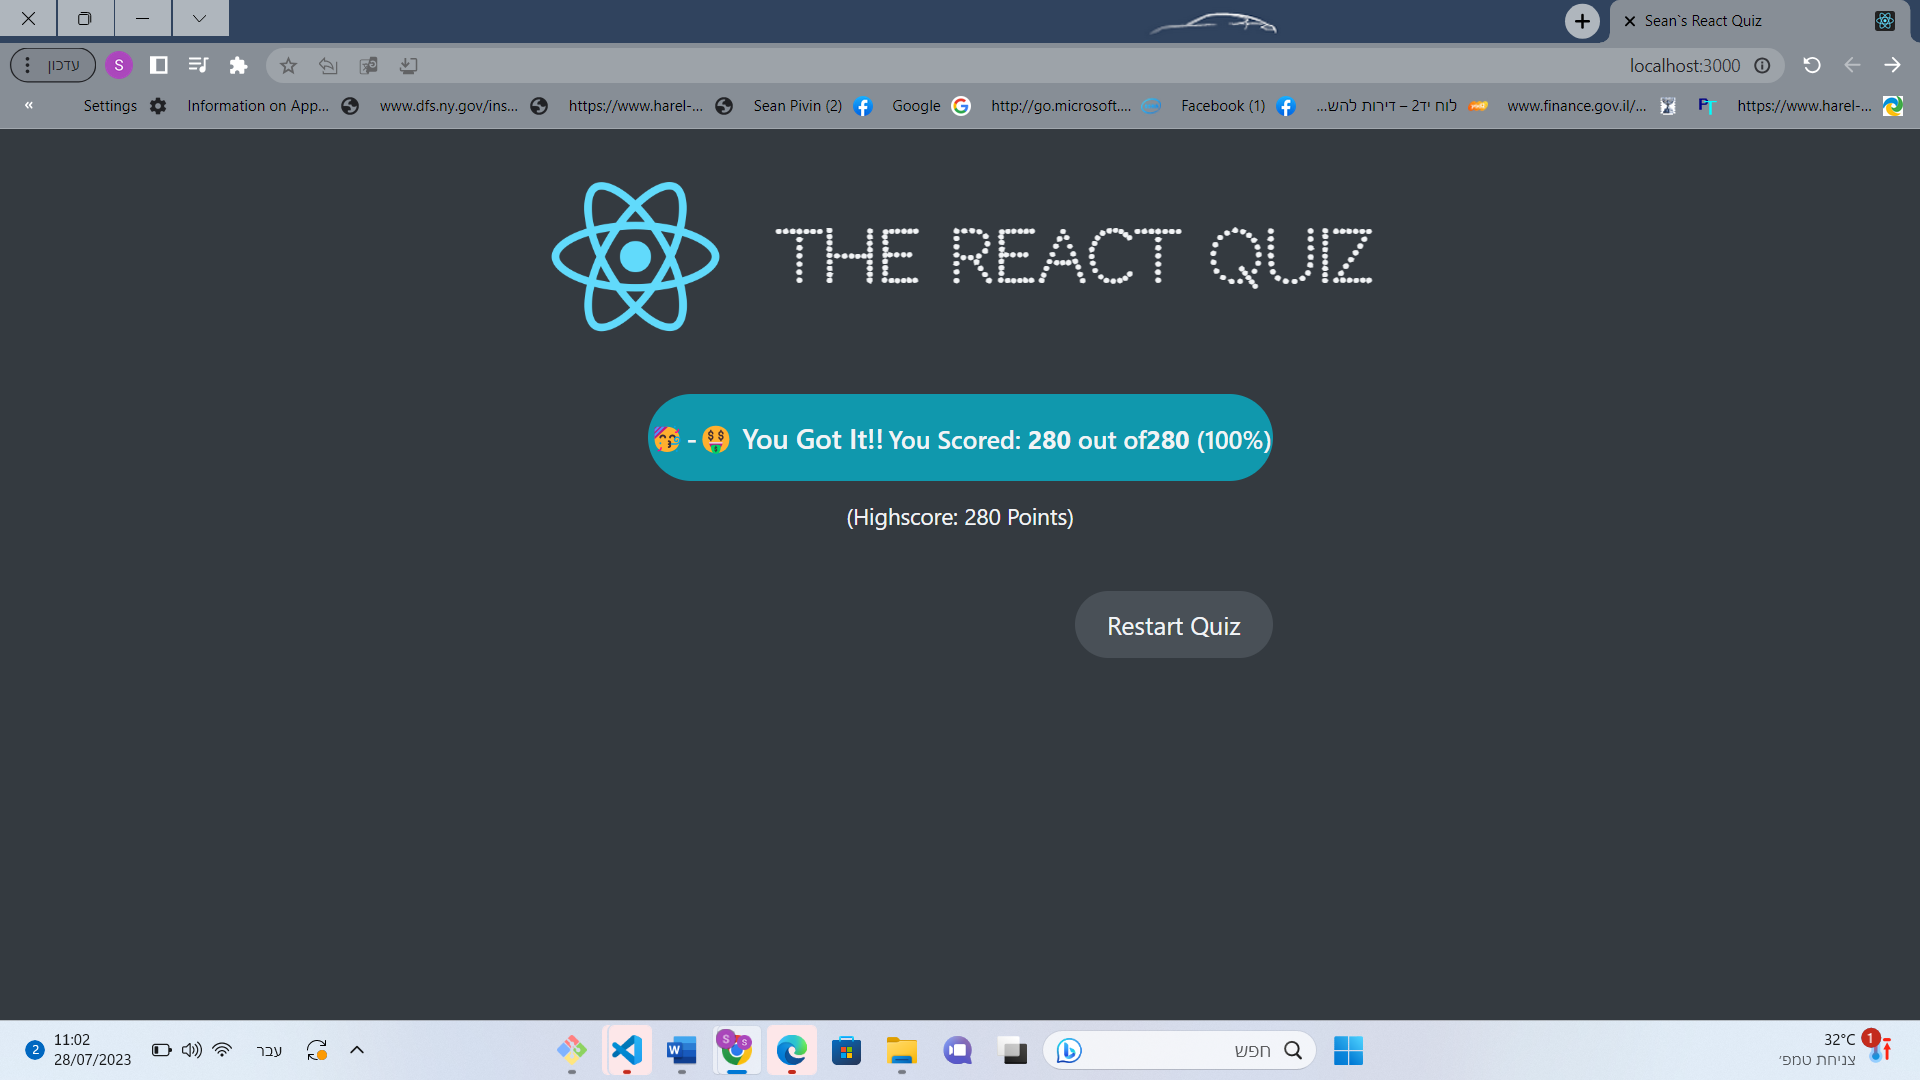 Sean`s React Quiz
עדכון
S
localhost:3000
«
Settings
Information on App...
www.dfs.ny.gov/ins...
https://www.harel-...
Sean Pivin (2)
Google
http://go.microsoft....
Facebook (1)
לוח יד2 – דירות להש...
www.finance.gov.il/...
PT
https://www.harel-...
THE REACT QUIZ
🥳 - 🤑 You Got It!! You Scored: 280 out of280 (100%)
(Highscore: 280 Points)
Restart Quiz
2
11:02
28/07/2023
עבר
W
S
s
חפש
32°C
צניחת טמפ׳
1